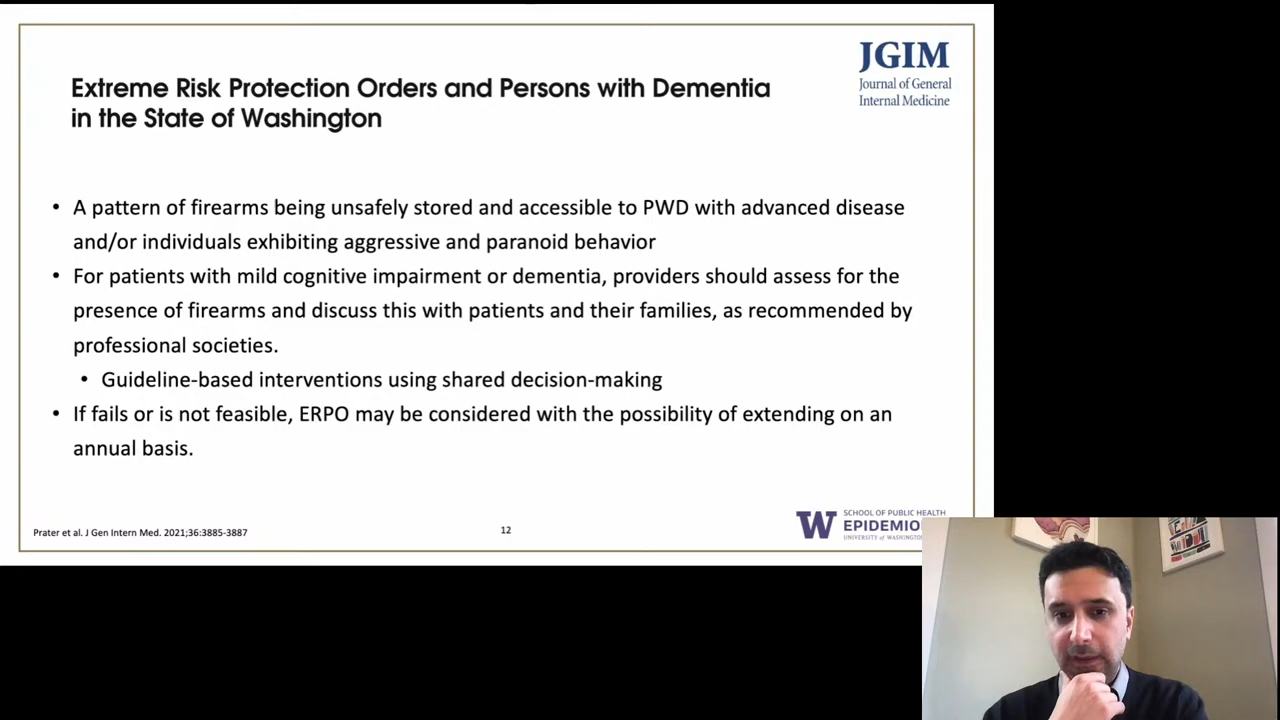 JGIM
Journal of General
Internal Medicine
Extreme Risk Protection Orders and Persons with Dementia
in the State of Washington
• A pattern of firearms being unsafely stored and accessible to PWD with advanced disease
and/or individuals exhibiting aggressive and paranoid behavior
• For patients with mild cognitive impairment or dementia, providers should assess for the
presence of firearms and discuss this with patients and their families, as recommended by
professional societies.
• Guideline-based interventions using shared decision-making
• If fails or is not feasible, ERPO may be considered with the possibility of extending on an
annual basis.
Prater et al. J Gen Intern Med. 2021;36:3885-3887
12
W
SCHOOL OF PUBLIC HEALTH
EPIDEMIO
UNIVERSITY of WASHINGTON